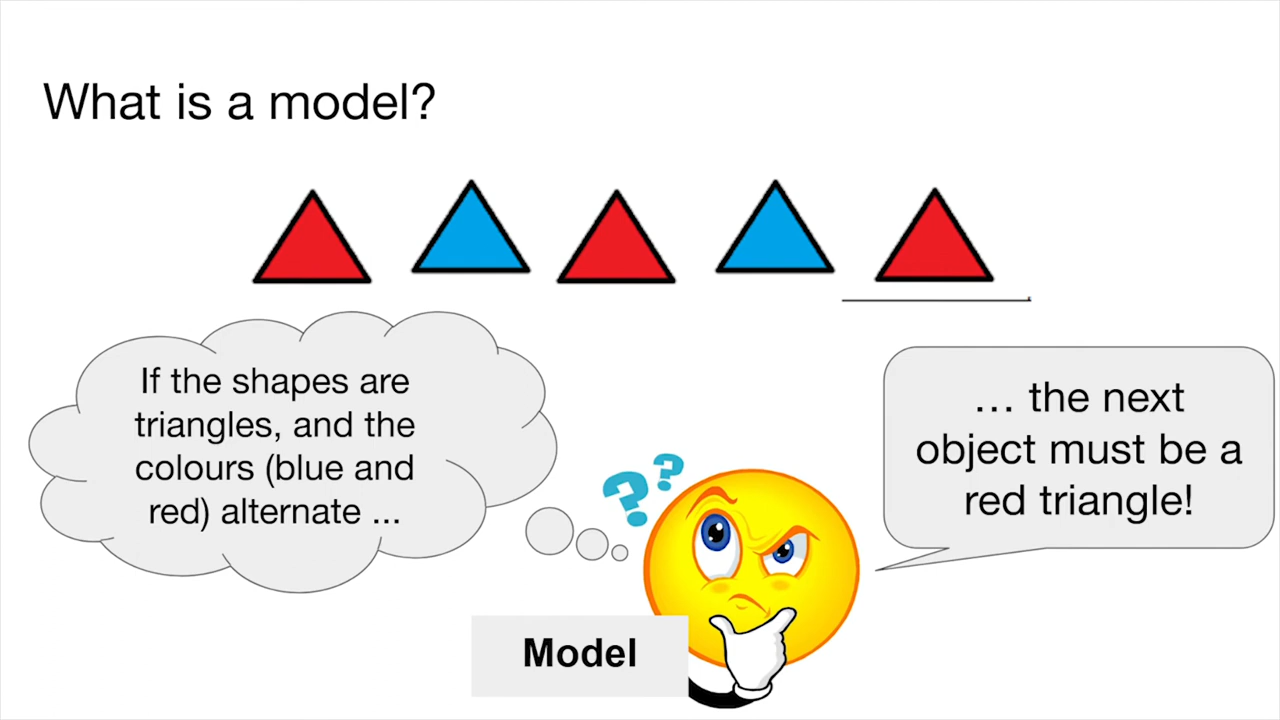 What is a model?
If the shapes are
triangles, and the
colours (blue and
red) alternate ...
… the next
object must be a
red triangle!
??
Model